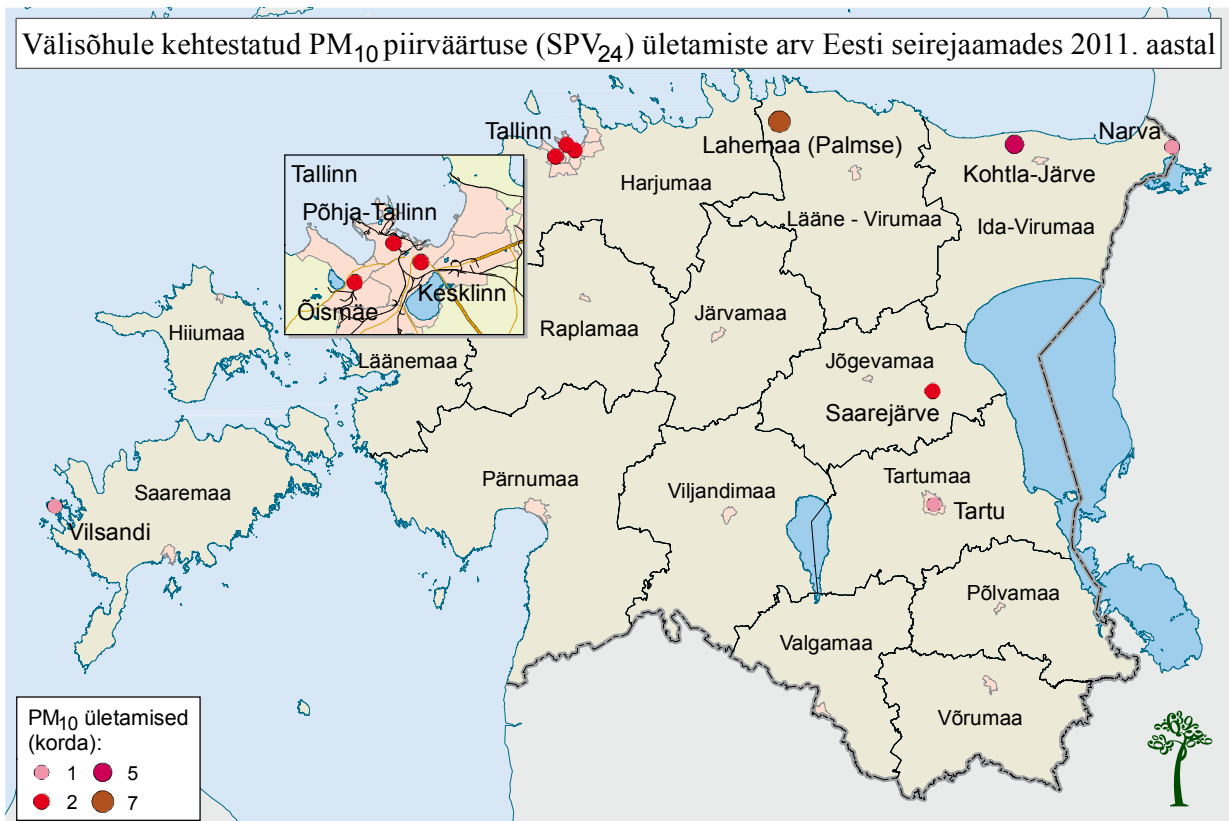 Välisõhule kehtestatud PM10 piirväärtuse (SPV24) ületamiste arv Eesti seirejaamades 2011. aastal
Tallinn
Lahemaa (Palmse)
Narva
Kohtla-Järve
Harjumaa
Lääne - Virumaa
Ida-Virumaa
Tallinn
Põhja-Tallinn
Kesklinn
Õismäe
Hiiumaa
Läänemaa
Raplamaa
Järvamaa
Jõgevamaa
Saarejärve
Saaremaa
Vilsandi
Pärnumaa
Viljandimaa
Tartumaa
Tartu
Põlvamaa
Valgamaa
Võrumaa
PM10 ületamised
(korda):
1 5
2 7